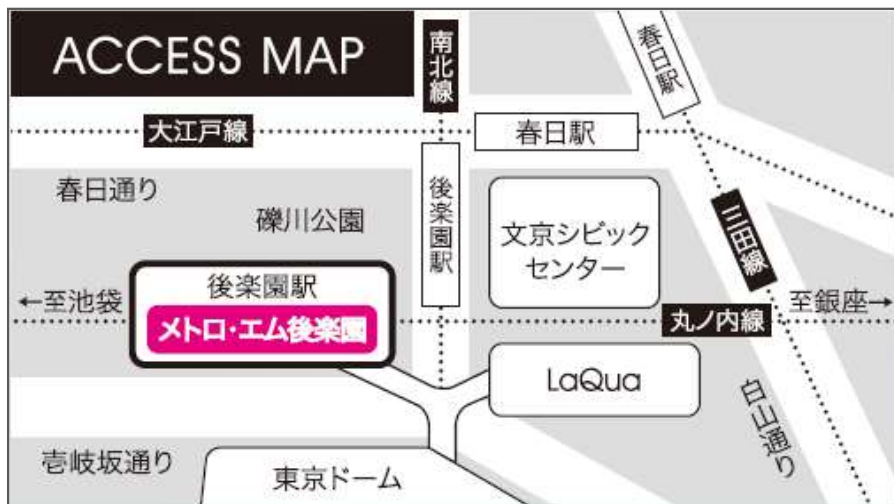 ACCESS MAP
南北線
春日駅
大江戸線
春日駅
春日通り
礫川公園
後楽園駅
文京シビック
センター
三田線
←至池袋
後楽園駅
メトロ・エム後楽園
丸ノ内線
至銀座→
LaQua
白山通り
壱岐坂通り
東京ドーム